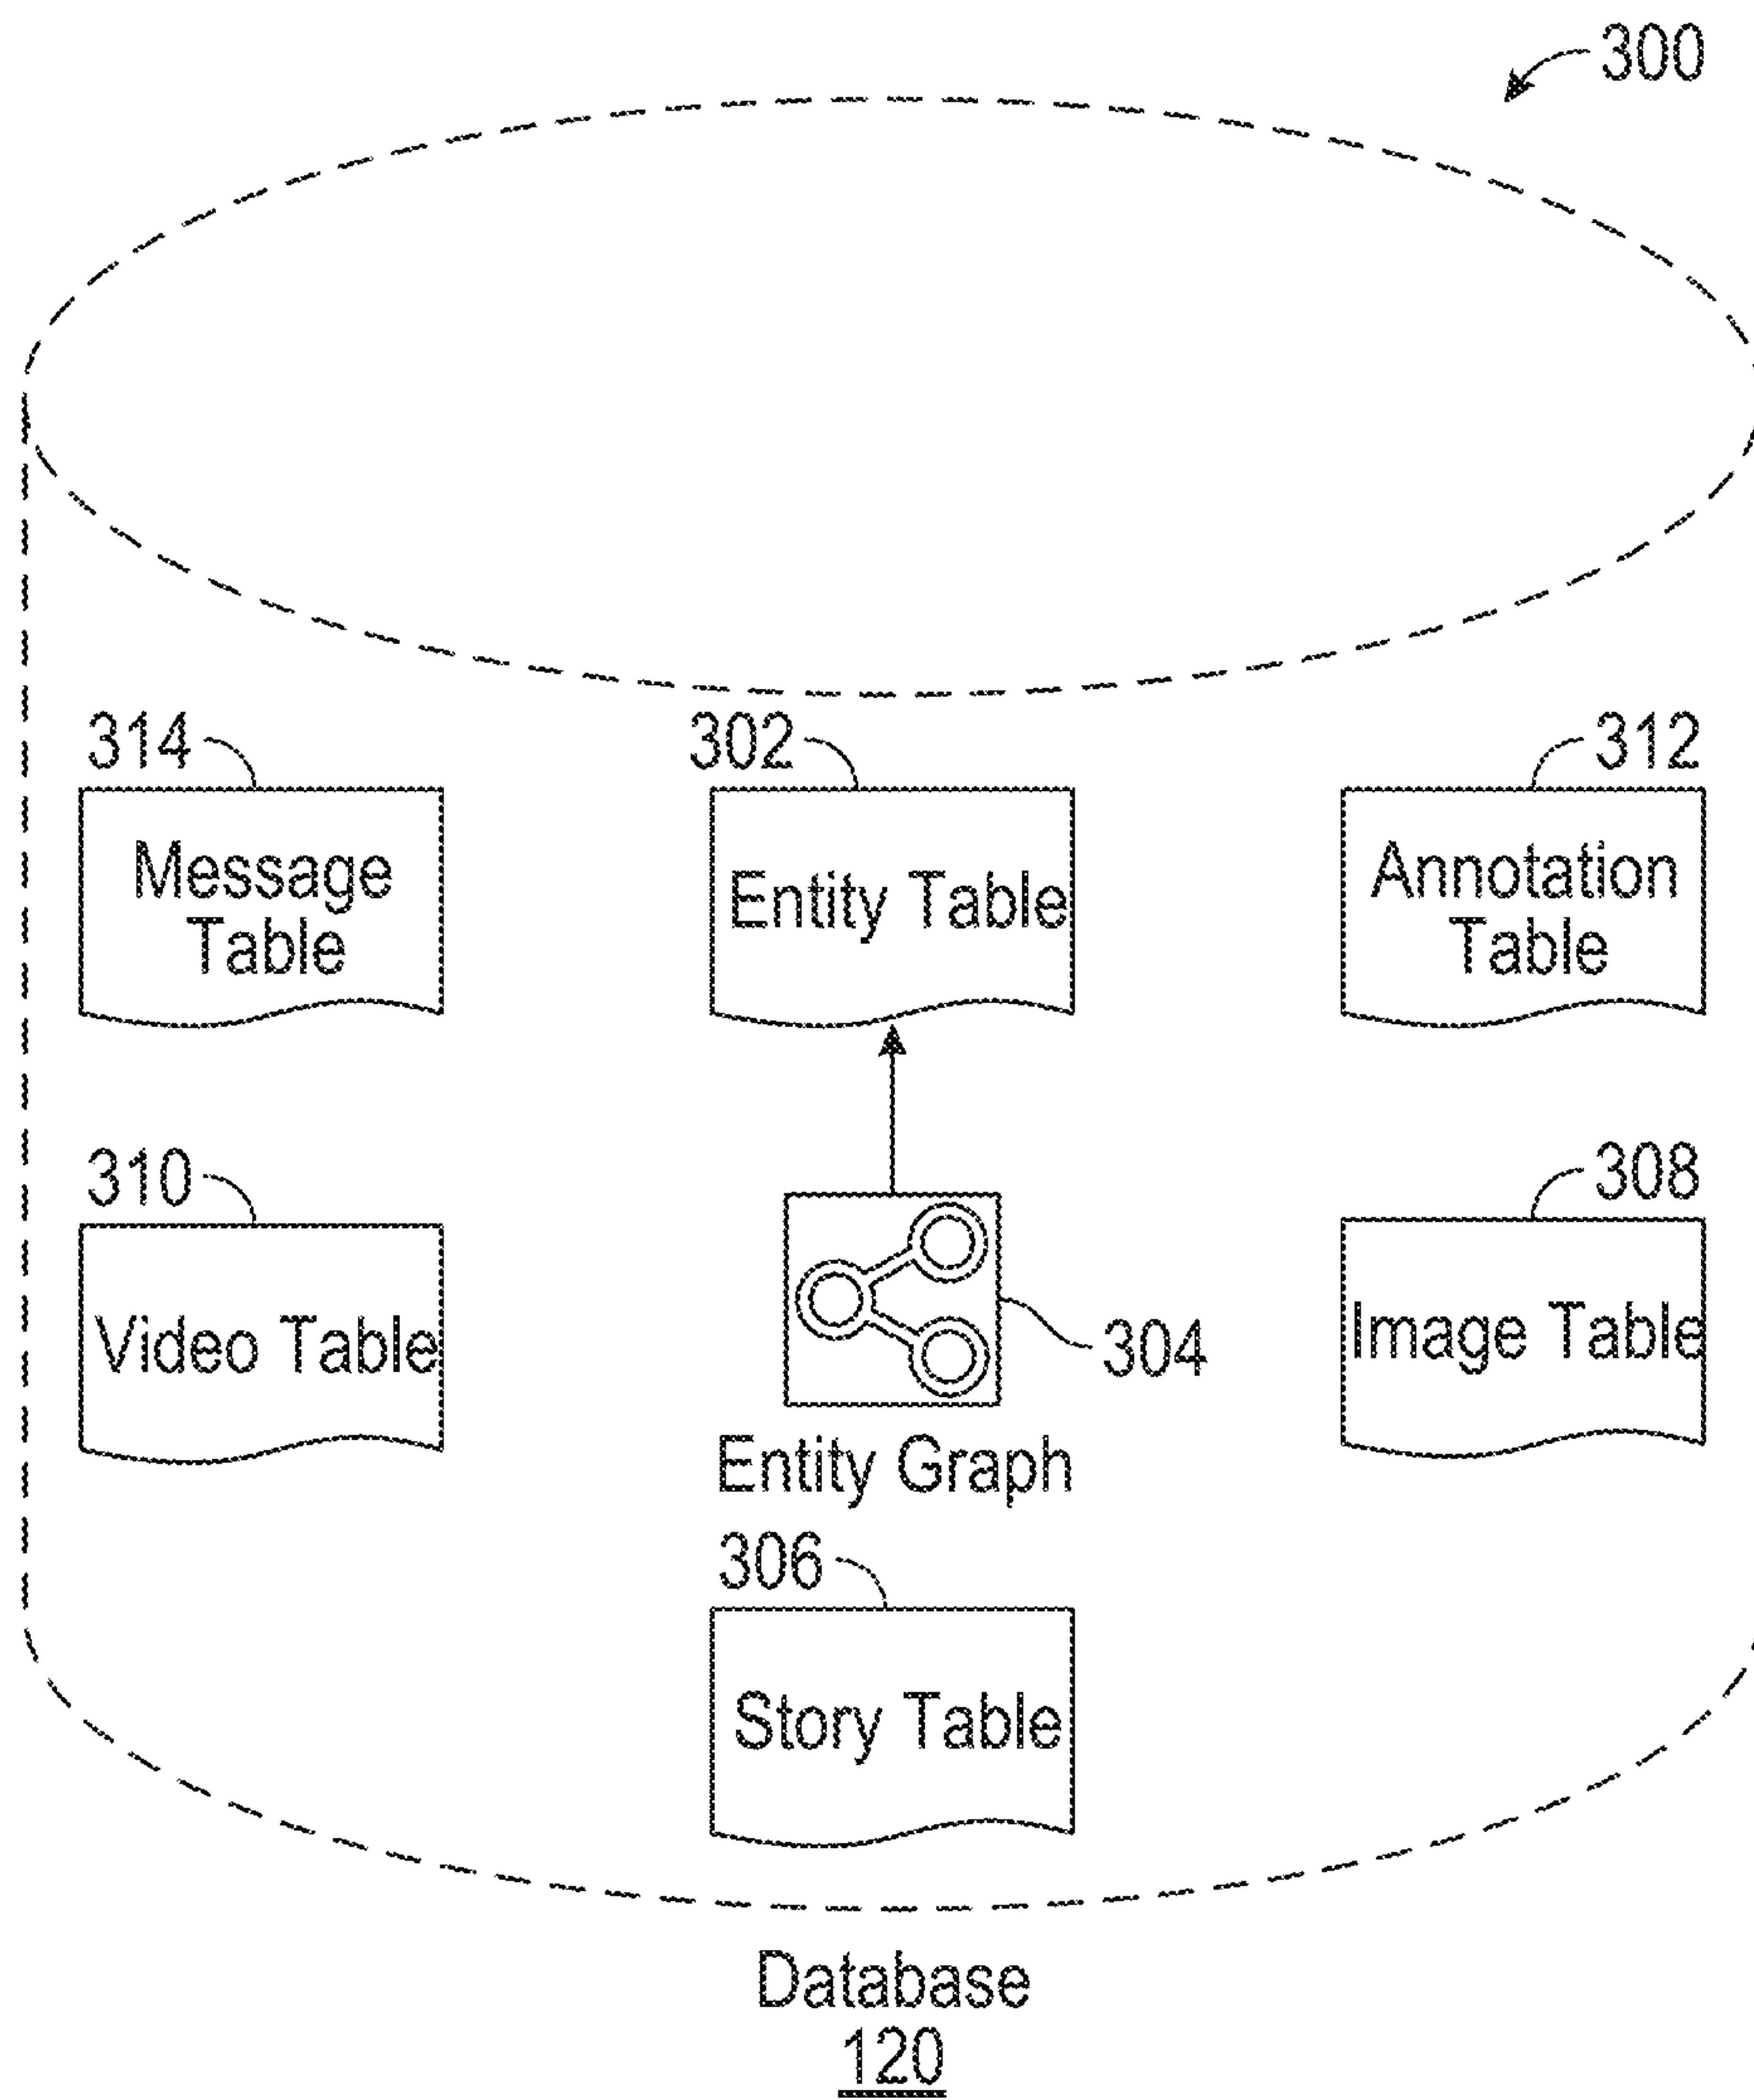 300
314
302
312
Message
Table
Entity Table
Annotation
Table
310
308
Video Table
304
Image Table
Entity Graph
306
Story Table
Database
120